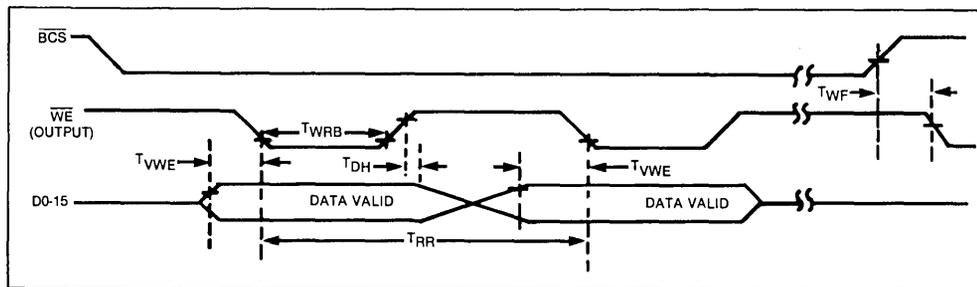 BCS
TWF
WE
(OUTPUT)
TWRB
TVWE
TDH
TVWE
D0-15
DATA VALID
DATA VALID
TRR